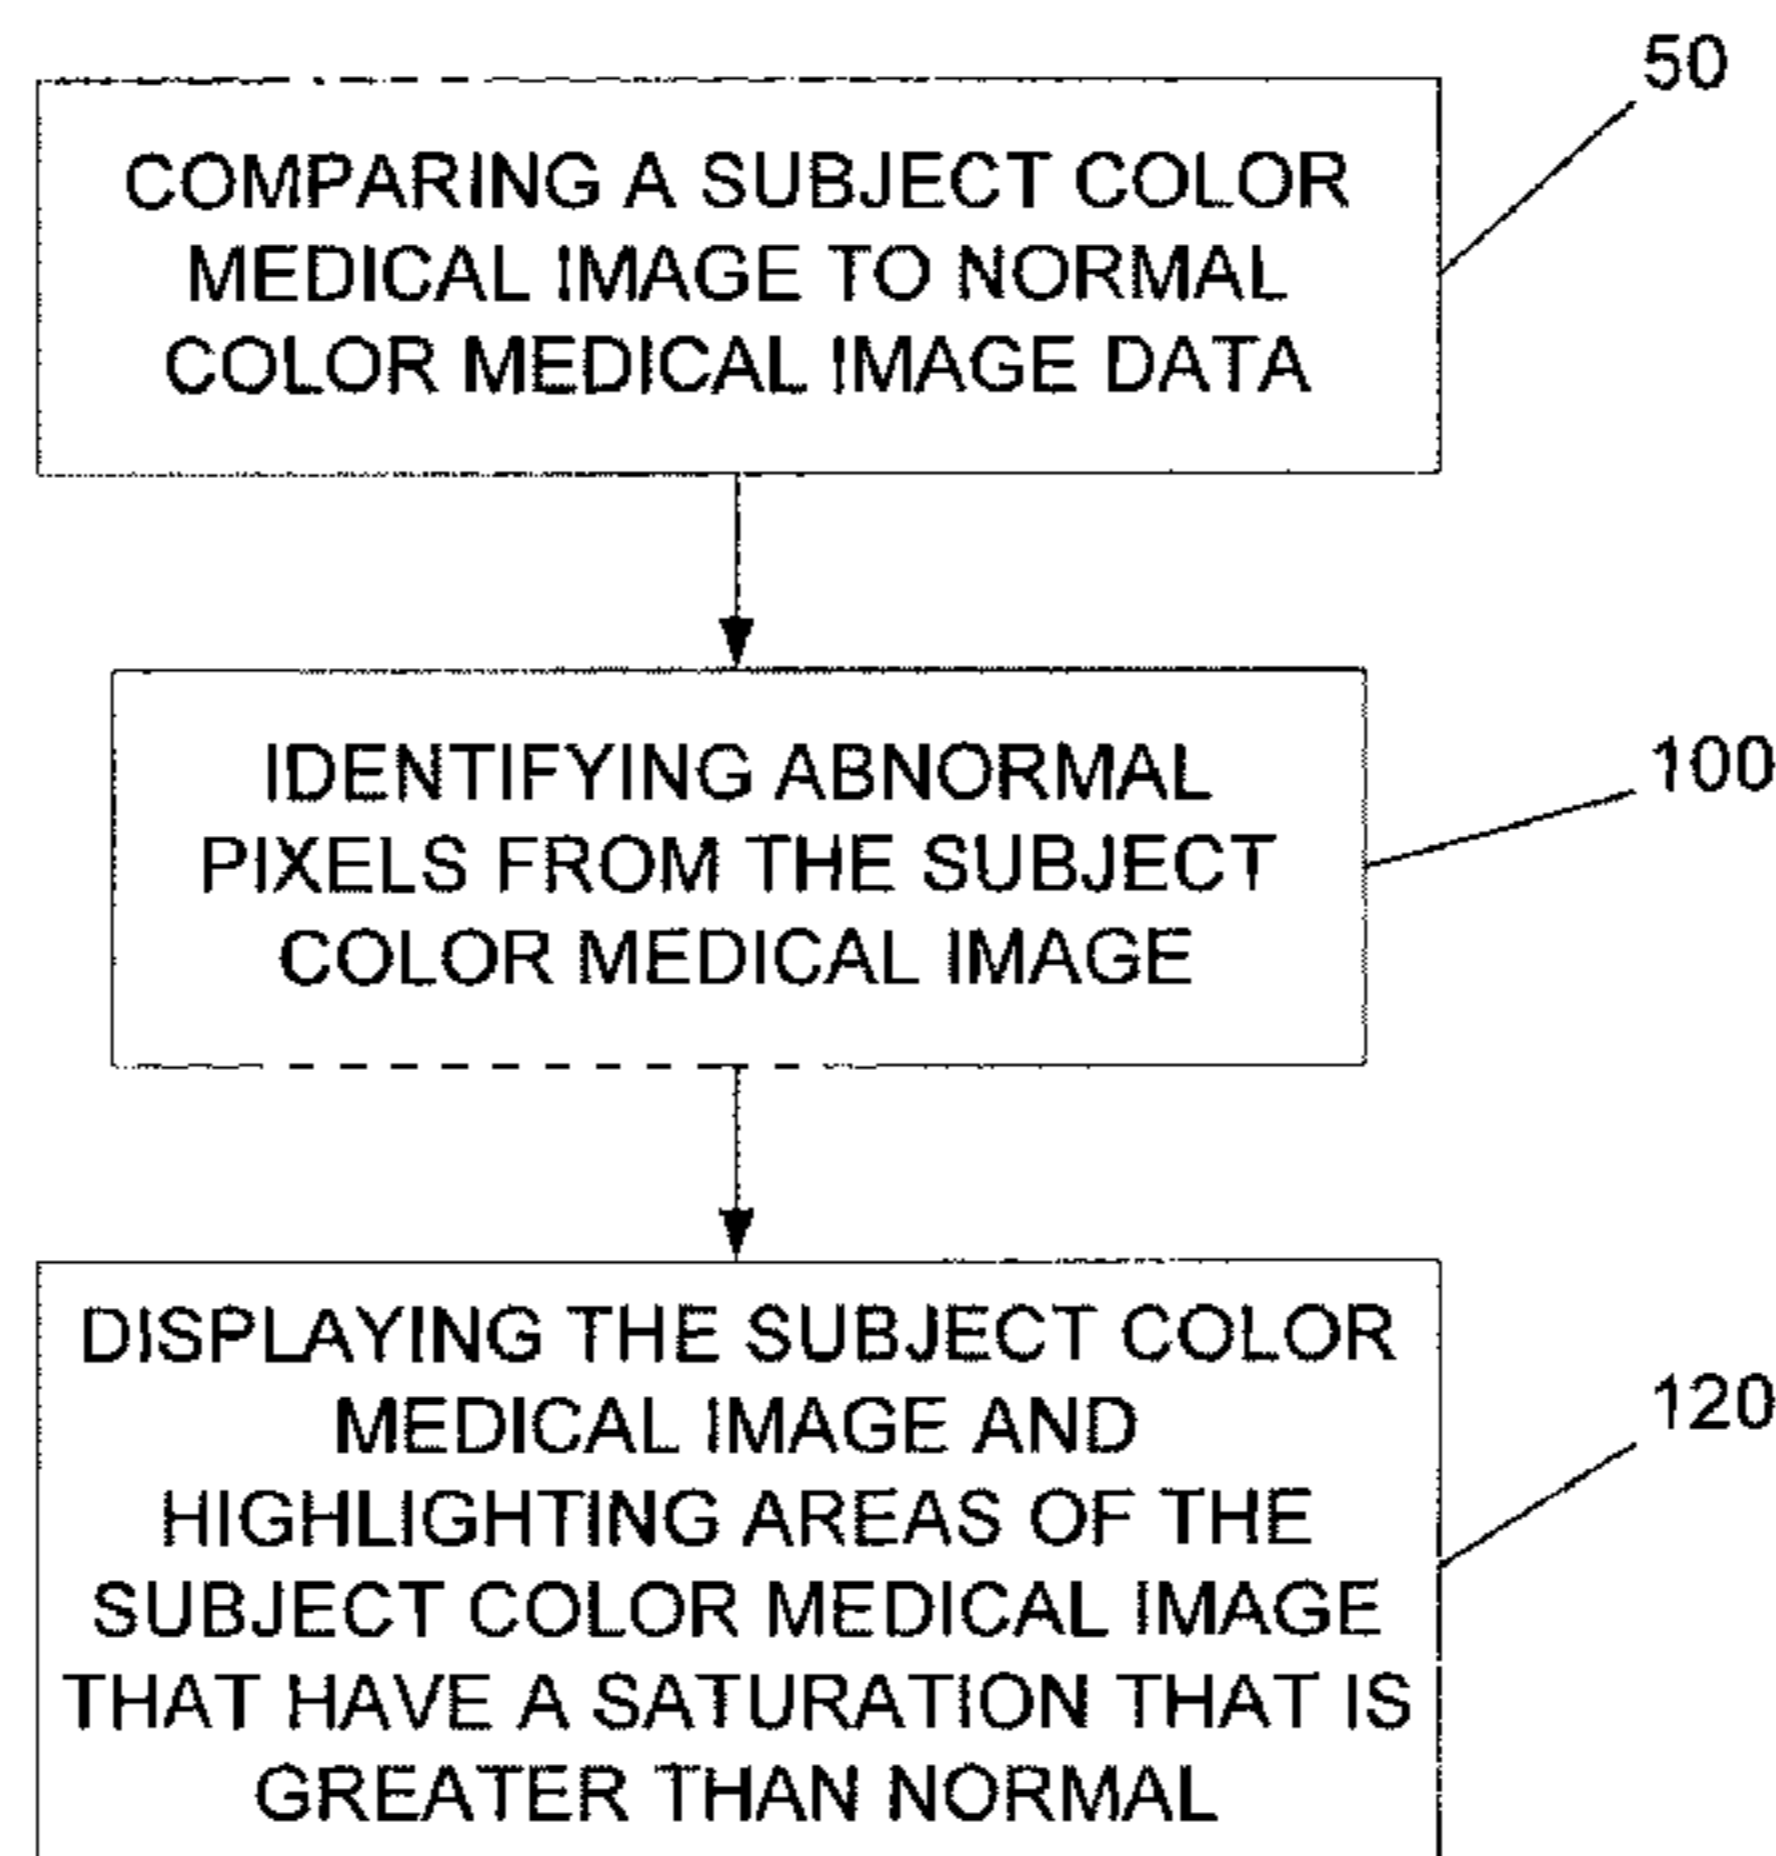 50
COMPARING A SUBJECT COLOR
MEDICAL IMAGE TO NORMAL
COLOR MEDICAL IMAGE DATA
100
IDENTIFYING ABNORMAL
PIXELS FROM THE SUBJECT
COLOR MEDICAL IMAGE
120
DISPLAYING THE SUBJECT COLOR
MEDICAL IMAGE AND
HIGHLIGHTING AREAS OF THE
SUBJECT COLOR MEDICAL IMAGE
THAT HAVE A SATURATION THAT IS
GREATER THAN NORMAL